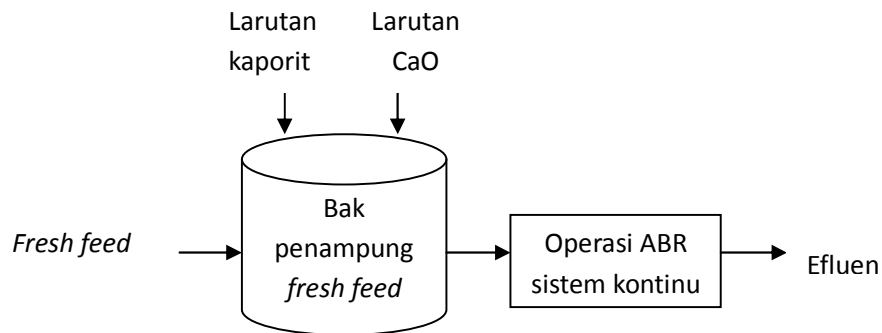 Larutan
kaporit
Larutan
CaO
Fresh feed
Bak
penampung
fresh feed
Operasi ABR
sistem kontinu
Efluen